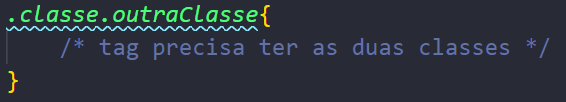 .classe.outraClasse{
/* tag precisa ter as duas classes */
}